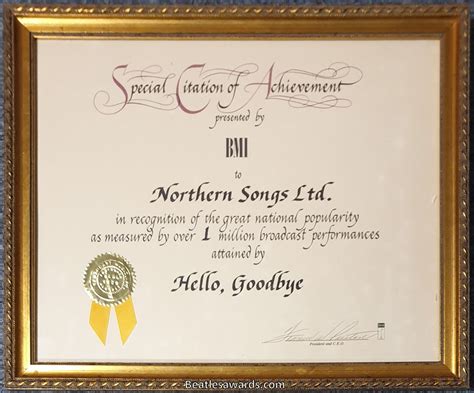 Special Citation of Achievement
presented by
BMI
to
Northern Songs Ltd.
in recognition of the great national popularity
as measured by over 1 million broadcast performances
attained by
Hello, Goodbye
President and C.E.O.
Beatlesawards.com